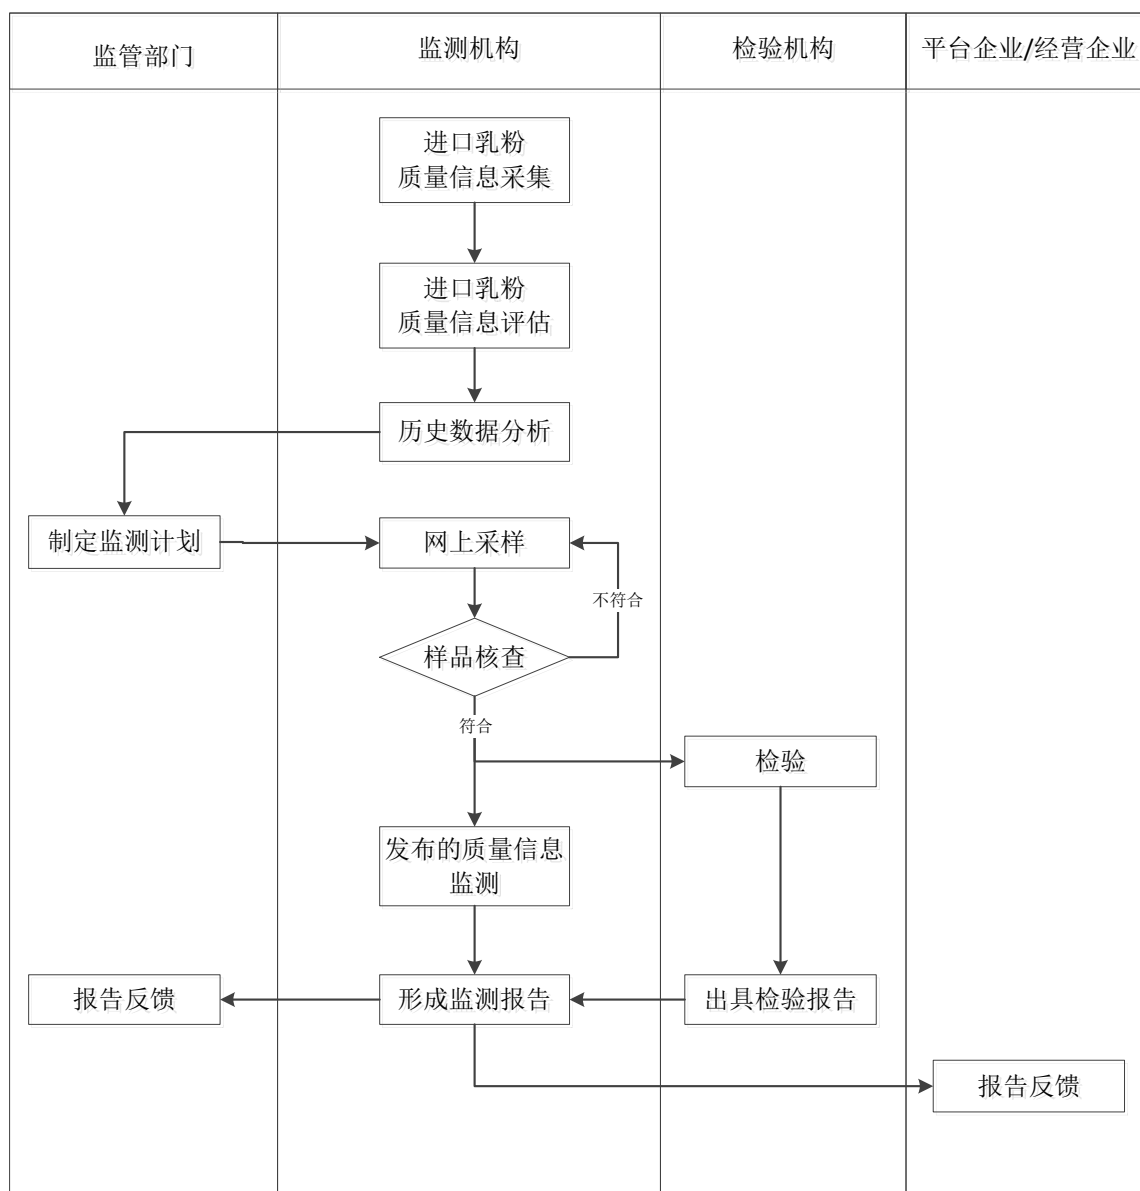 监管部门
监测机构
检验机构
平台企业/经营企业
进口乳粉
质量信息采集
进口乳粉
质量信息评估
历史数据分析
制定监测计划
网上采样
不符合
样品核查
符合
检验
发布的质量信息
监测
报告反馈
形成监测报告
出具检验报告
报告反馈